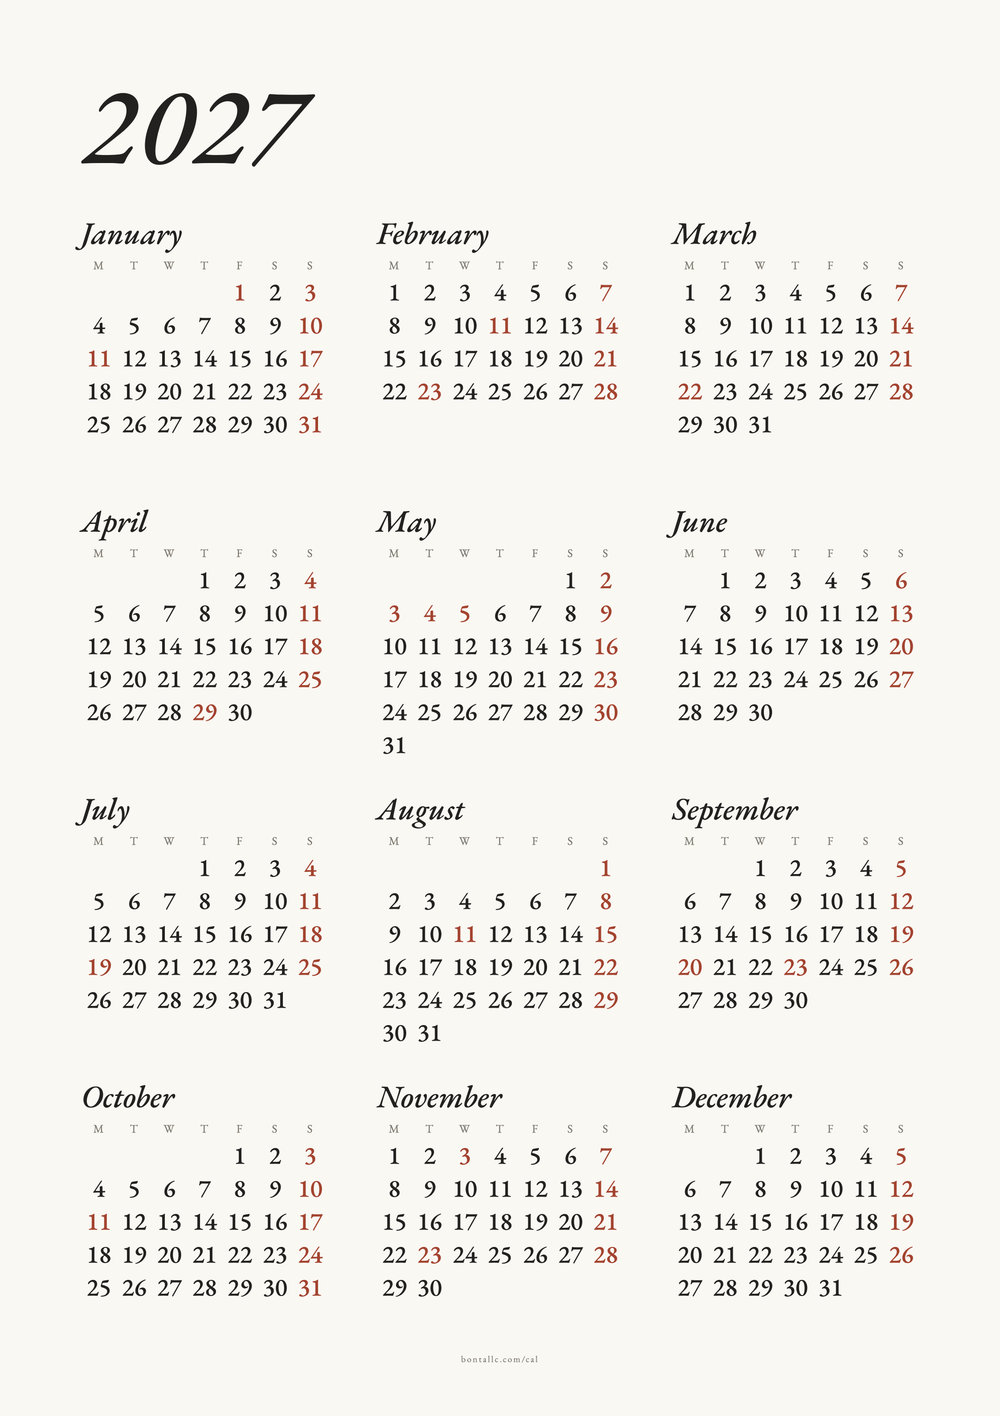 2027
January
M T W T F S S
1 2 3
4 5 6 7 8 9 10
11 12 13 14 15 16 17
18 19 20 21 22 23 24
25 26 27 28 29 30 31
February
M T W T F S S
1 2 3 4 5 6 7
8 9 10 11 12 13 14
15 16 17 18 19 20 21
22 23 24 25 26 27 28
March
M T W T F S S
1 2 3 4 5 6 7
8 9 10 11 12 13 14
15 16 17 18 19 20 21
22 23 24 25 26 27 28
29 30 31
April
M T W T F S S
1 2 3 4
5 6 7 8 9 10 11
12 13 14 15 16 17 18
19 20 21 22 23 24 25
26 27 28 29 30
May
M T W T F S S
1 2
3 4 5 6 7 8 9
10 11 12 13 14 15 16
17 18 19 20 21 22 23
24 25 26 27 28 29 30
31
June
M T W T F S S
1 2 3 4 5 6
7 8 9 10 11 12 13
14 15 16 17 18 19 20
21 22 23 24 25 26 27
28 29 30
July
M T W T F S S
1 2 3 4
5 6 7 8 9 10 11
12 13 14 15 16 17 18
19 20 21 22 23 24 25
26 27 28 29 30 31
August
M T W T F S S
1
2 3 4 5 6 7 8
9 10 11 12 13 14 15
16 17 18 19 20 21 22
23 24 25 26 27 28 29
30 31
September
M T W T F S S
1 2 3 4 5
6 7 8 9 10 11 12
13 14 15 16 17 18 19
20 21 22 23 24 25 26
27 28 29 30
October
M T W T F S S
1 2 3
4 5 6 7 8 9 10
11 12 13 14 15 16 17
18 19 20 21 22 23 24
25 26 27 28 29 30 31
November
M T W T F S S
1 2 3 4 5 6 7
8 9 10 11 12 13 14
15 16 17 18 19 20 21
22 23 24 25 26 27 28
29 30
December
M T W T F S S
1 2 3 4 5
6 7 8 9 10 11 12
13 14 15 16 17 18 19
20 21 22 23 24 25 26
27 28 29 30 31
bontallc.com/cal